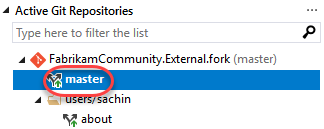 Active Git Repositories
Type here to filter the list
FabrikamCommunity.External.fork (master)
master
users/sachin
about